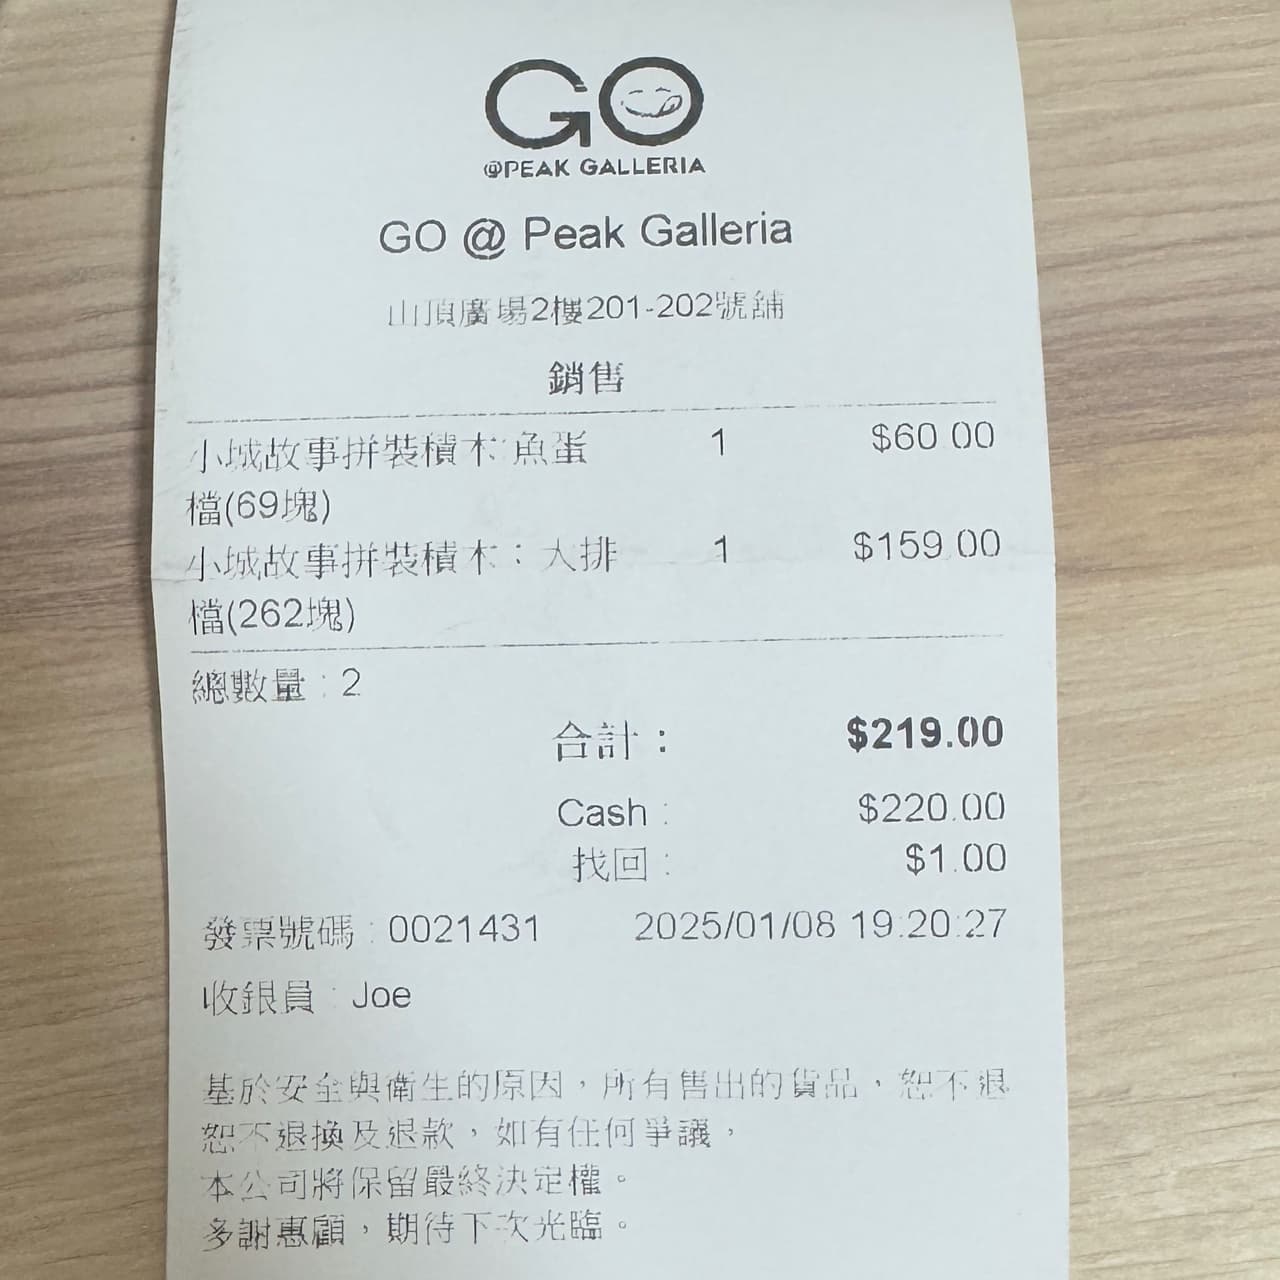 GO
@PEAK GALLERIA
GO @ Peak Galleria
山頂廣場2樓201-202號舖
銷售
小城故事拼裝積木:魚蛋 1 $60.00
檔(69塊)
小城故事拼裝積木：大排 1 $159.00
檔(262塊)
總數量：2
合計： $219.00
Cash : $220.00
找回： $1.00
發票號碼：0021431 2025/01/08 19:20:27
收銀員：Joe
基於安全與衛生的原因，所有售出的貨品，恕不退
恕不退換及退款，如有任何爭議，
本公司將保留最終決定權。
多謝惠顧，期待下次光臨。